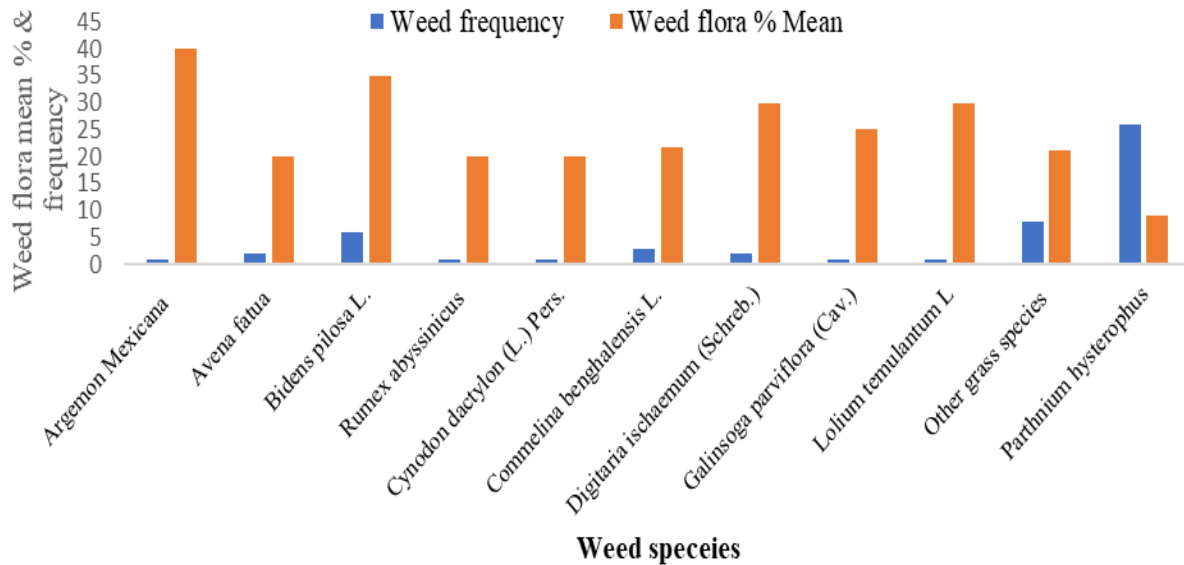 Weed frequency
Weed flora % Mean
Weed flora mean % &
frequency
45
40
35
30
25
20
15
10
5
0
Argemon Mexicana
Avena fatua
Bidens pilosa L.
Rumex abyssinicus
Cynodon dactylon (L.) Pers.
Commelina benghalensis L.
Digitaria ischaemum (Schreb.)
Galinsoga parviflora (Cav.)
Lolium temulantum L
Other grass species
Parthnium hysterophus
Weed speceies